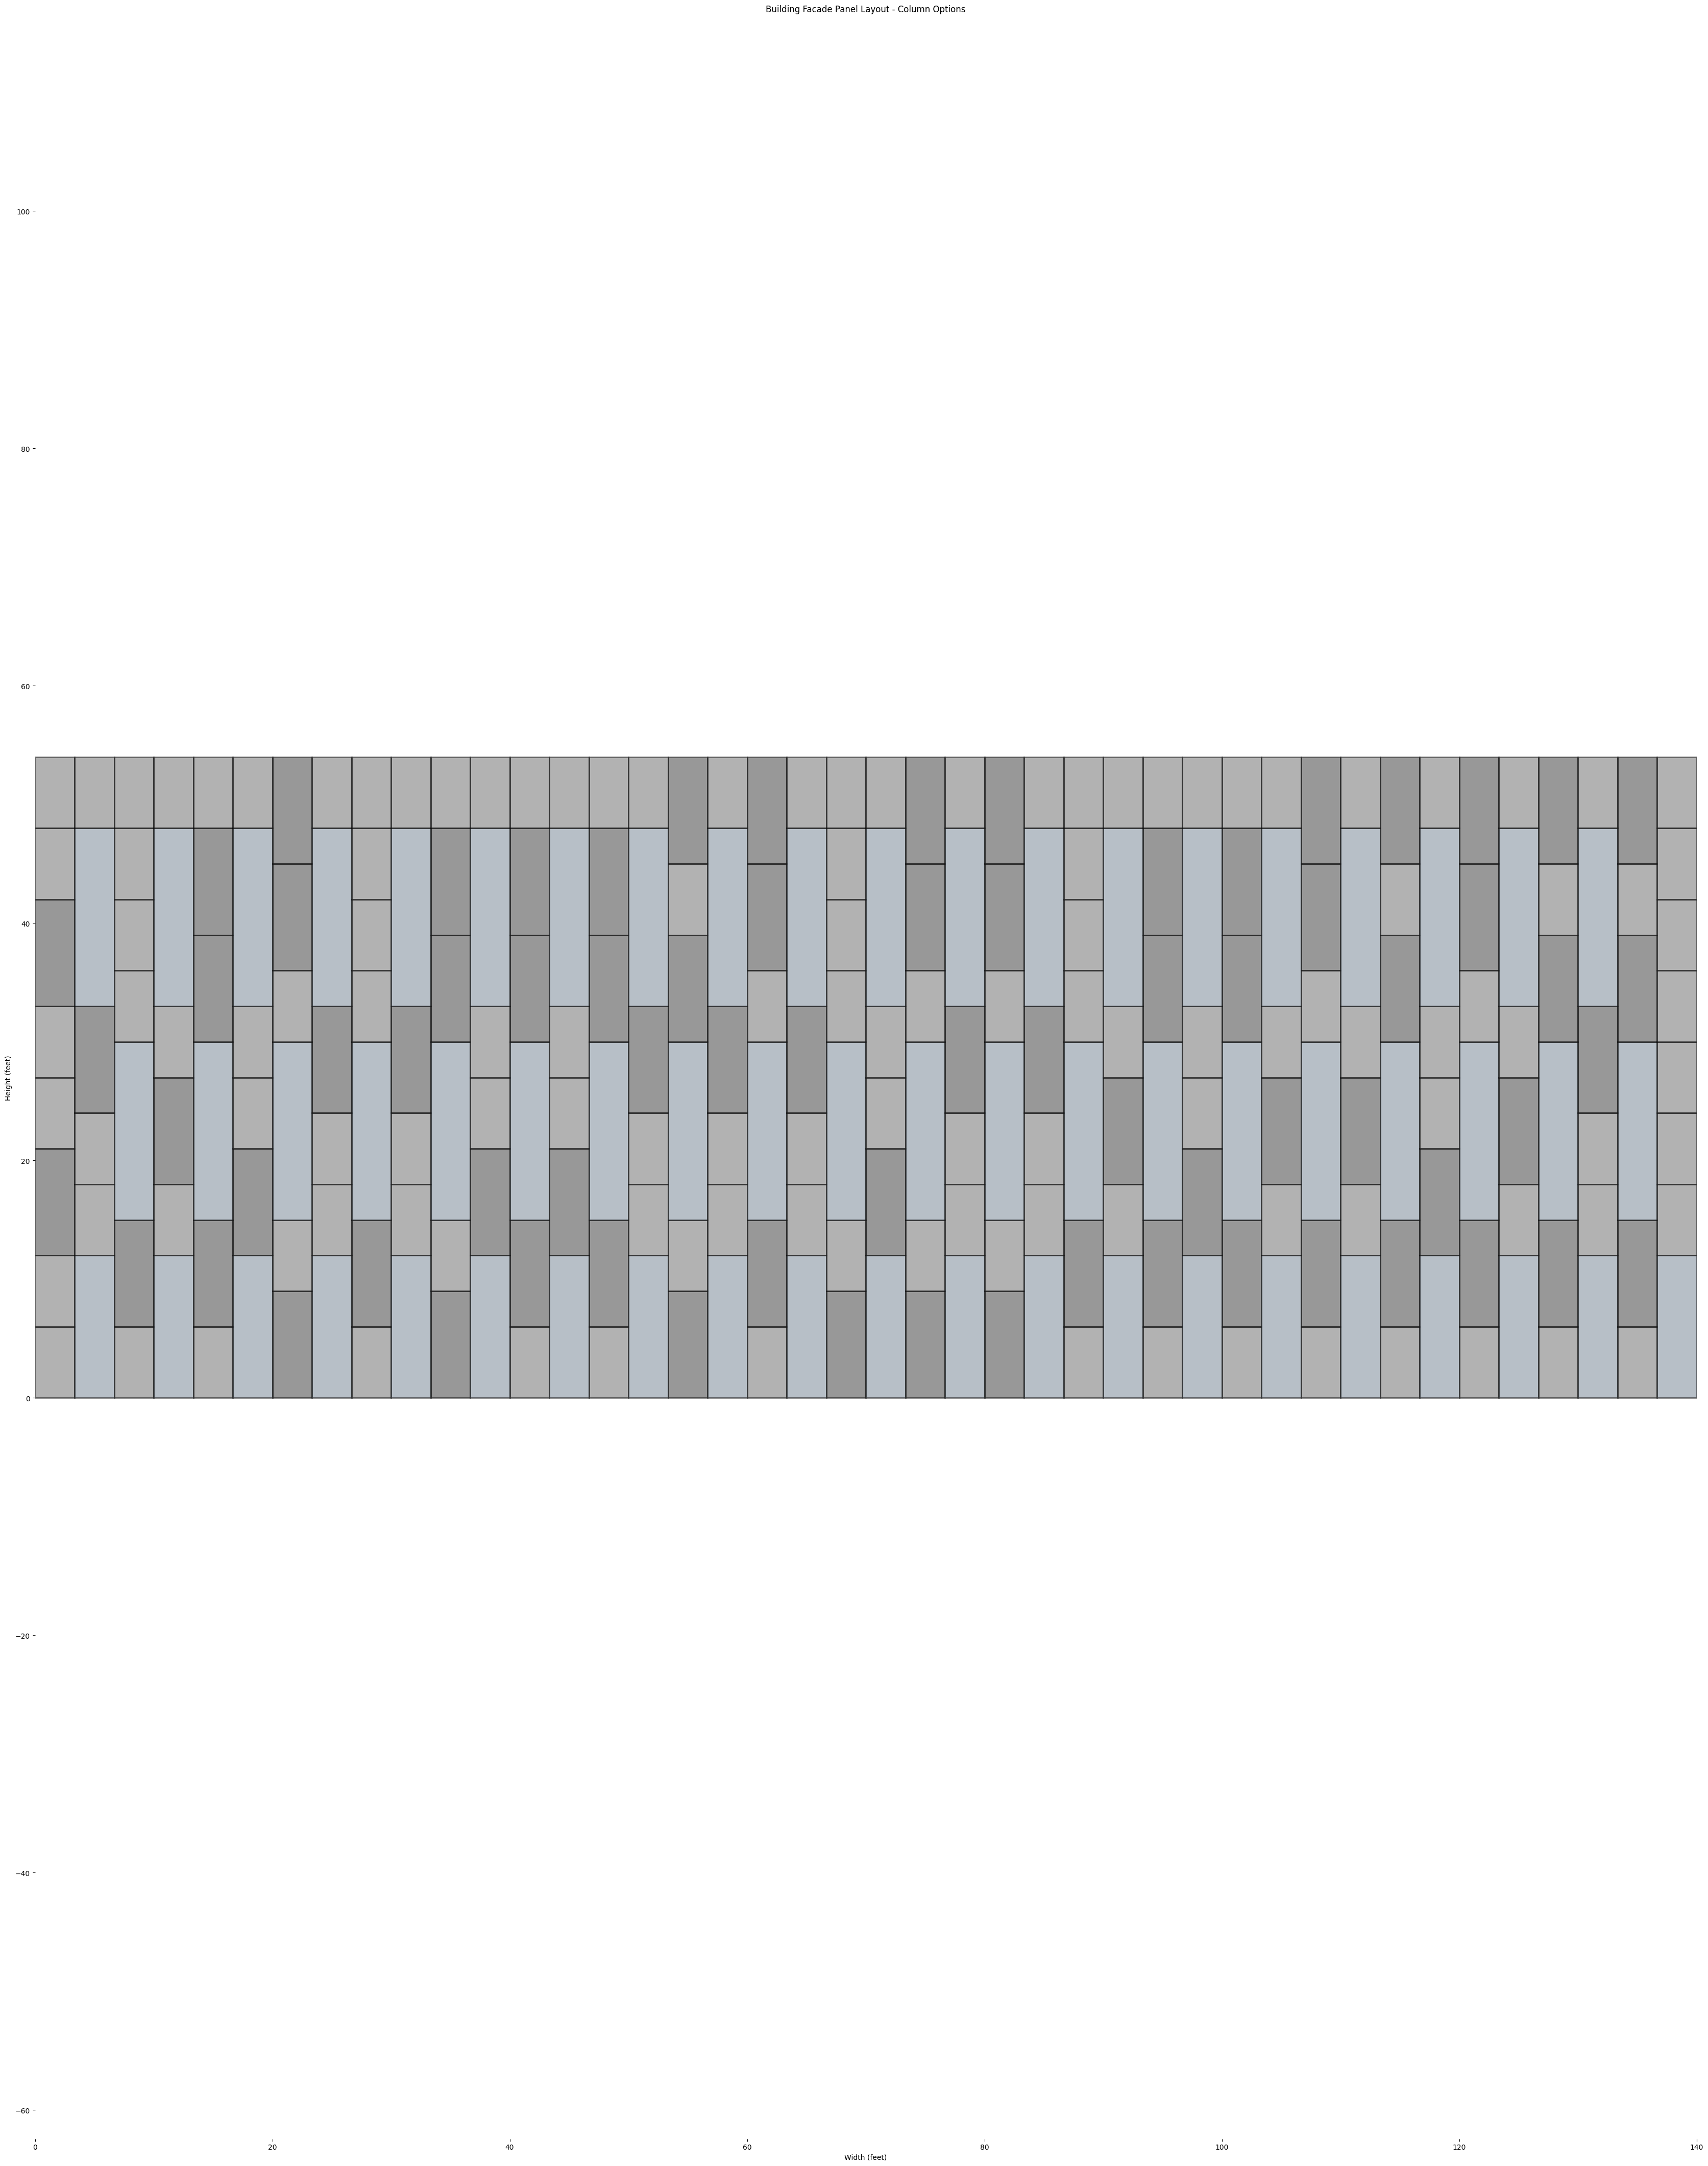 Building Facade Panel Layout - Column Options
100
80
60
40
20
0
−20
−40
−60
Height (feet)
0 20 40 60 80 100 120 140
Width (feet)